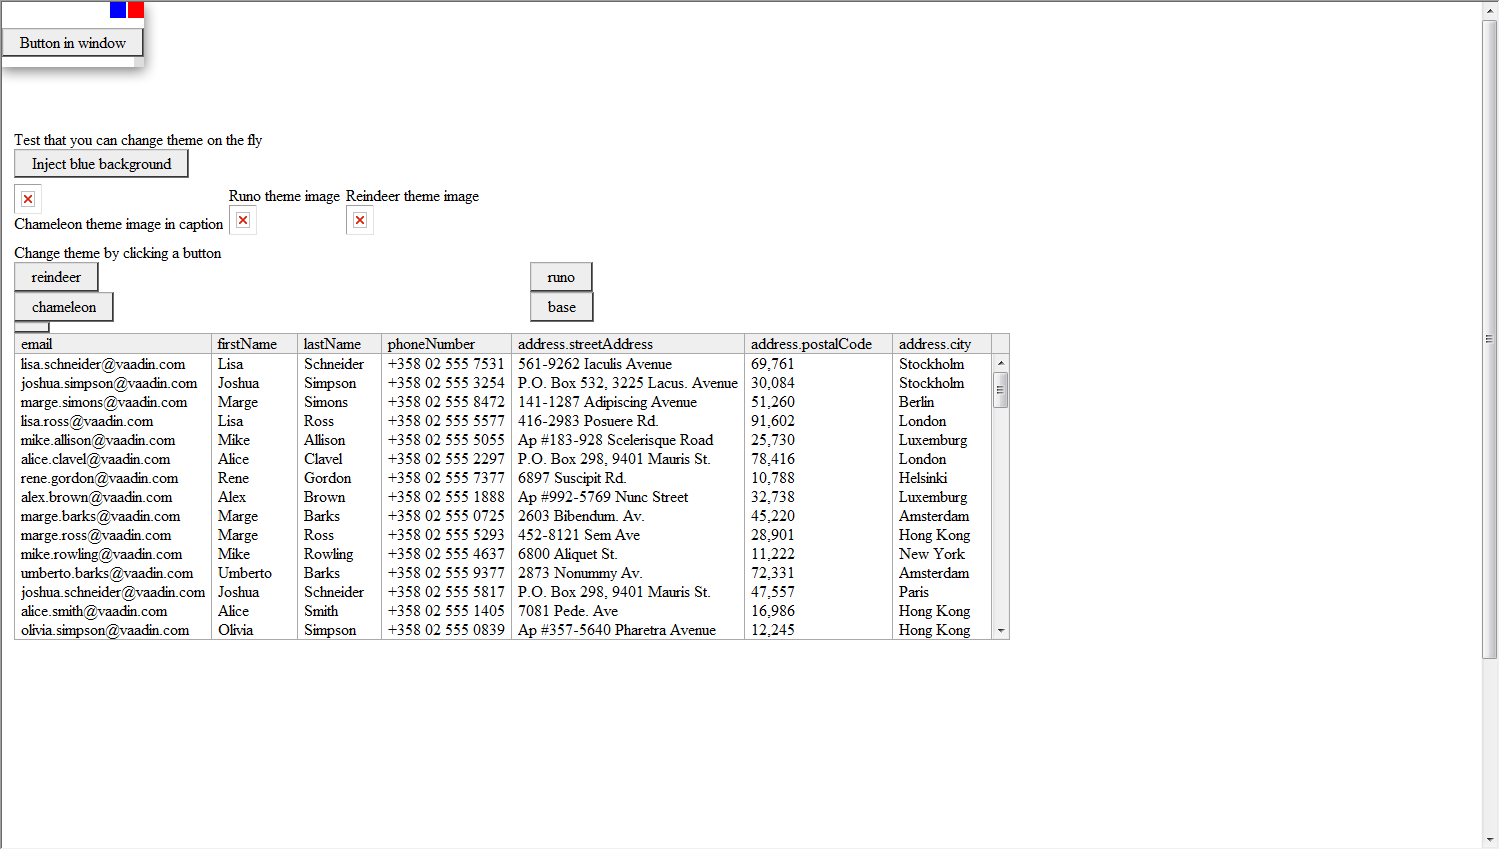 Button in window
Test that you can change theme on the fly
Inject blue background
Runo theme image Reindeer theme image
Chameleon theme image in caption
Change theme by clicking a button
reindeer runo
chameleon base
email firstName lastName phoneNumber address.streetAddress address.postalCode address.city
lisa.schneider@vaadin.com Lisa Schneider +358 02 555 7531 561-9262 Iaculis Avenue 69,761 Stockholm
joshua.simpson@vaadin.com Joshua Simpson +358 02 555 3254 P.O. Box 532, 3225 Lacus. Avenue 30,084 Stockholm
marge.simons@vaadin.com Marge Simons +358 02 555 8472 141-1287 Adipiscing Avenue 51,260 Berlin
lisa.ross@vaadin.com Lisa Ross +358 02 555 5577 416-2983 Posuere Rd. 91,602 London
mike.allison@vaadin.com Mike Allison +358 02 555 5055 Ap #183-928 Scelerisque Road 25,730 Luxemburg
alice.clavel@vaadin.com Alice Clavel +358 02 555 2297 P.O. Box 298, 9401 Mauris St. 78,416 London
rene.gordon@vaadin.com Rene Gordon +358 02 555 7377 6897 Suscipit Rd. 10,788 Helsinki
alex.brown@vaadin.com Alex Brown +358 02 555 1888 Ap #992-5769 Nunc Street 32,738 Luxemburg
marge.barks@vaadin.com Marge Barks +358 02 555 0725 2603 Bibendum. Av. 45,220 Amsterdam
marge.ross@vaadin.com Marge Ross +358 02 555 5293 452-8121 Sem Ave 28,901 Hong Kong
mike.rowling@vaadin.com Mike Rowling +358 02 555 4637 6800 Aliquet St. 11,222 New York
umberto.barks@vaadin.com Umberto Barks +358 02 555 9377 2873 Nonummy Av. 72,331 Amsterdam
joshua.schneider@vaadin.com Joshua Schneider +358 02 555 5817 P.O. Box 298, 9401 Mauris St. 47,557 Paris
alice.smith@vaadin.com Alice Smith +358 02 555 1405 7081 Pede. Ave 16,986 Hong Kong
olivia.simpson@vaadin.com Olivia Simpson +358 02 555 0839 Ap #357-5640 Pharetra Avenue 12,245 Hong Kong